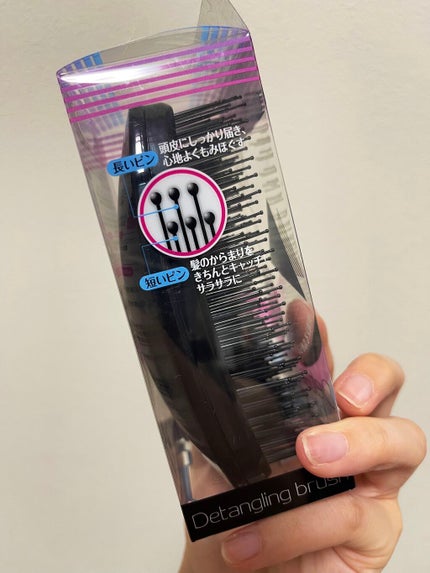 長いピン
頭皮にしっかり届き、
心地よくもみほぐす
短いピン
髪のからまりを
きちんとキャッチ、
サラサラに
Detangling brush